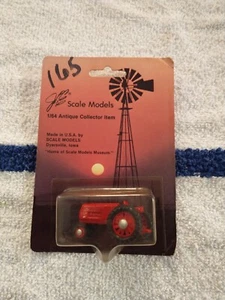 165
Scale Models
1/64 Antique Collector Item
Made in U.S.A. by
SCALE MODELS
Dyersville, Iowa
"Home of Scale Models Museum"